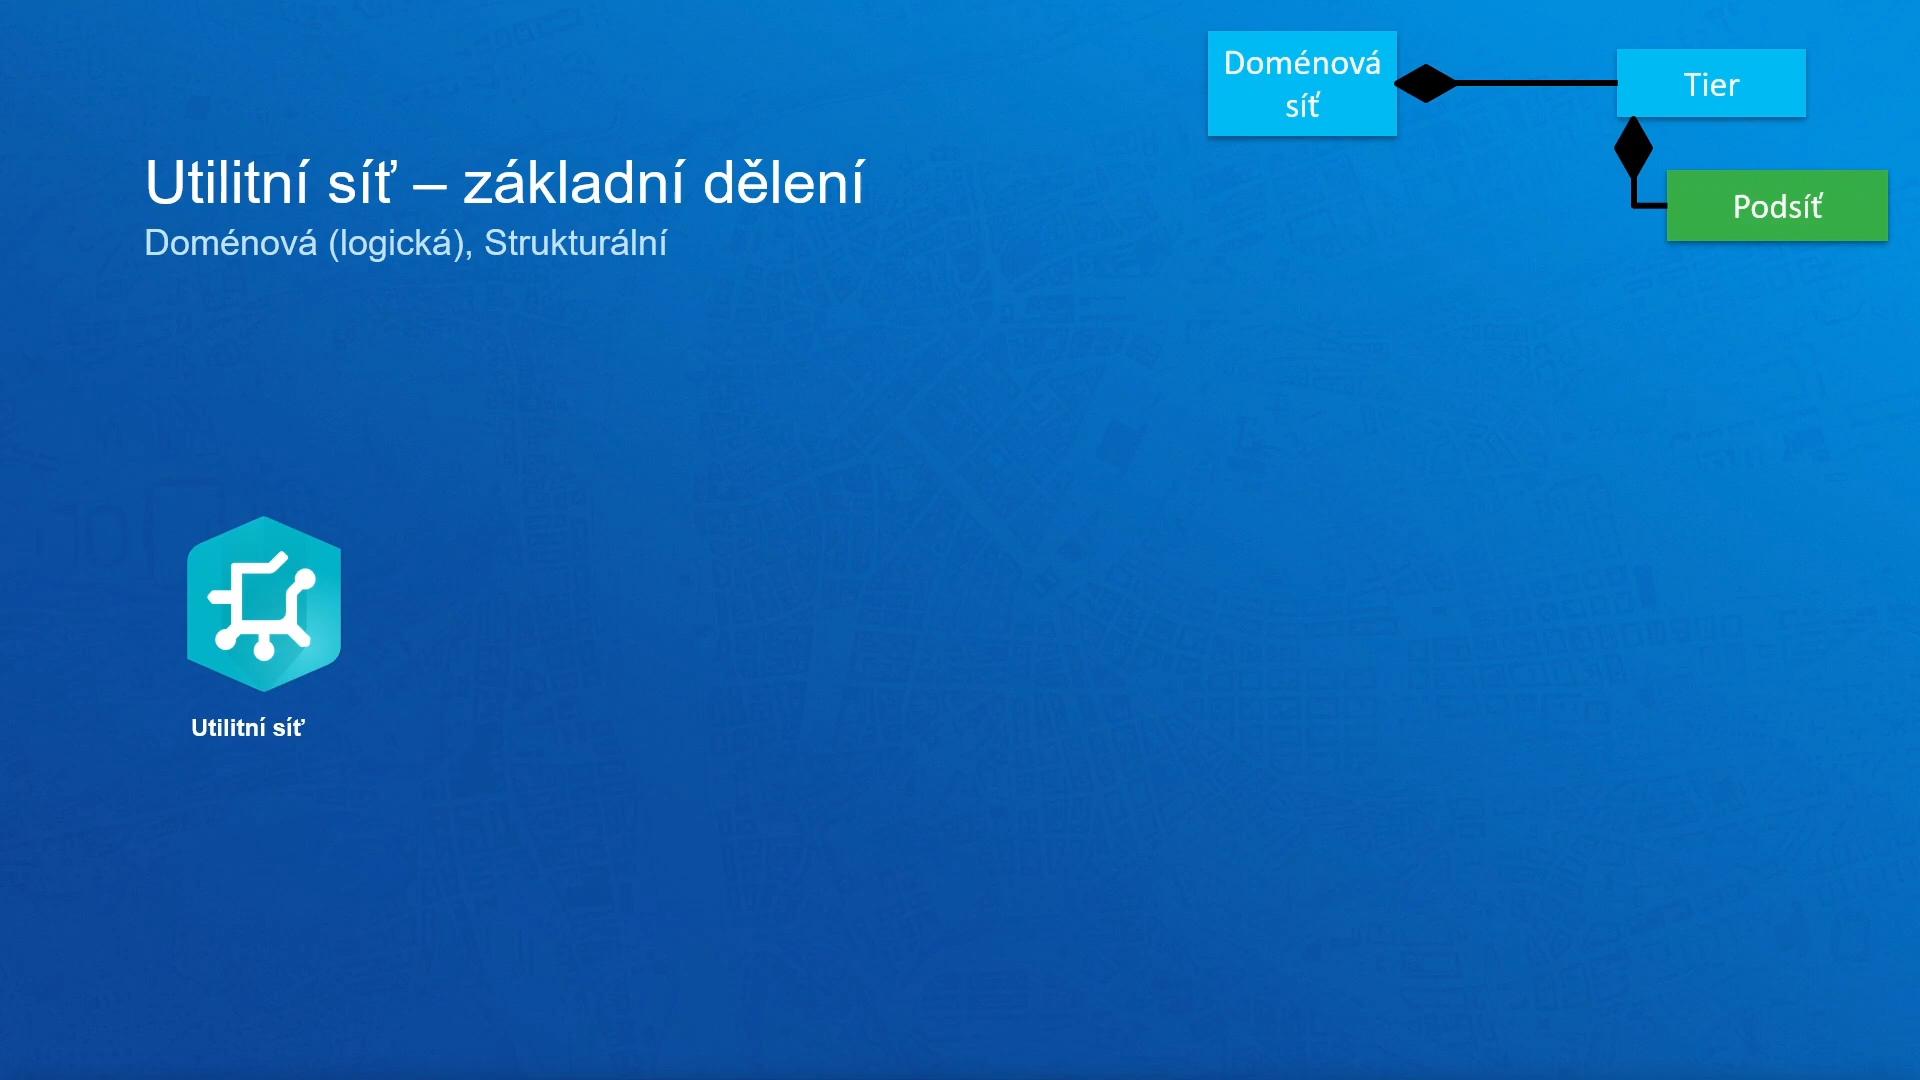 Doménová
síť
Tier
Podsíť
Utilitní síť – základní dělení
Doménová (logická), Strukturální
Utilitní síť